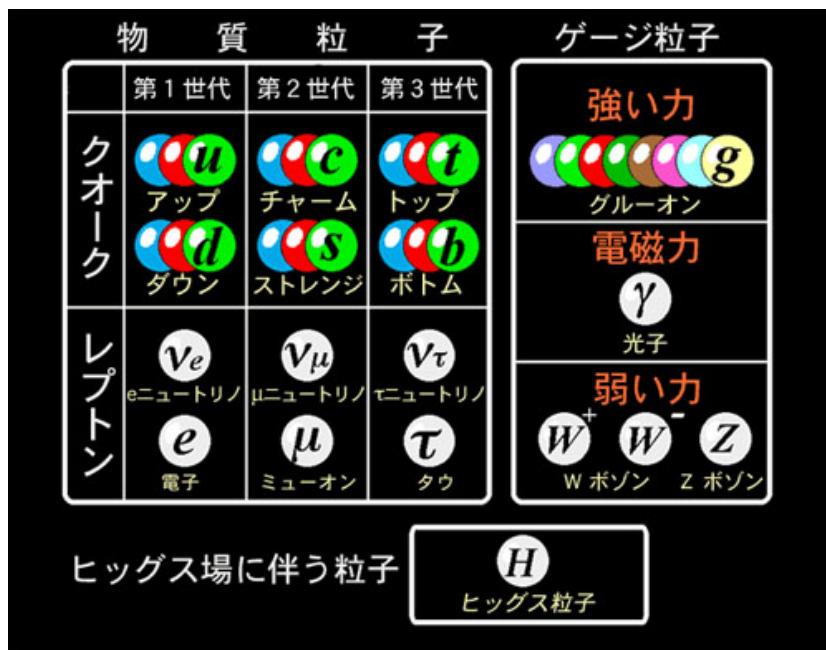 物質粒子
ゲージ粒子
第1世代 第2世代 第3世代
クオーク
u c t
アップ チャーム トップ
d s b
ダウン ストレンジ ボトム
レプトン
νe νμ ντ
eニュートリノ μニュートリノ τニュートリノ
e μ τ
電子 ミューオン タウ
強い力
g
グルーオン
電磁力
γ
光子
弱い力
W+ W- Z
W ボゾン Z ボゾン
ヒッグス場に伴う粒子
H
ヒッグス粒子